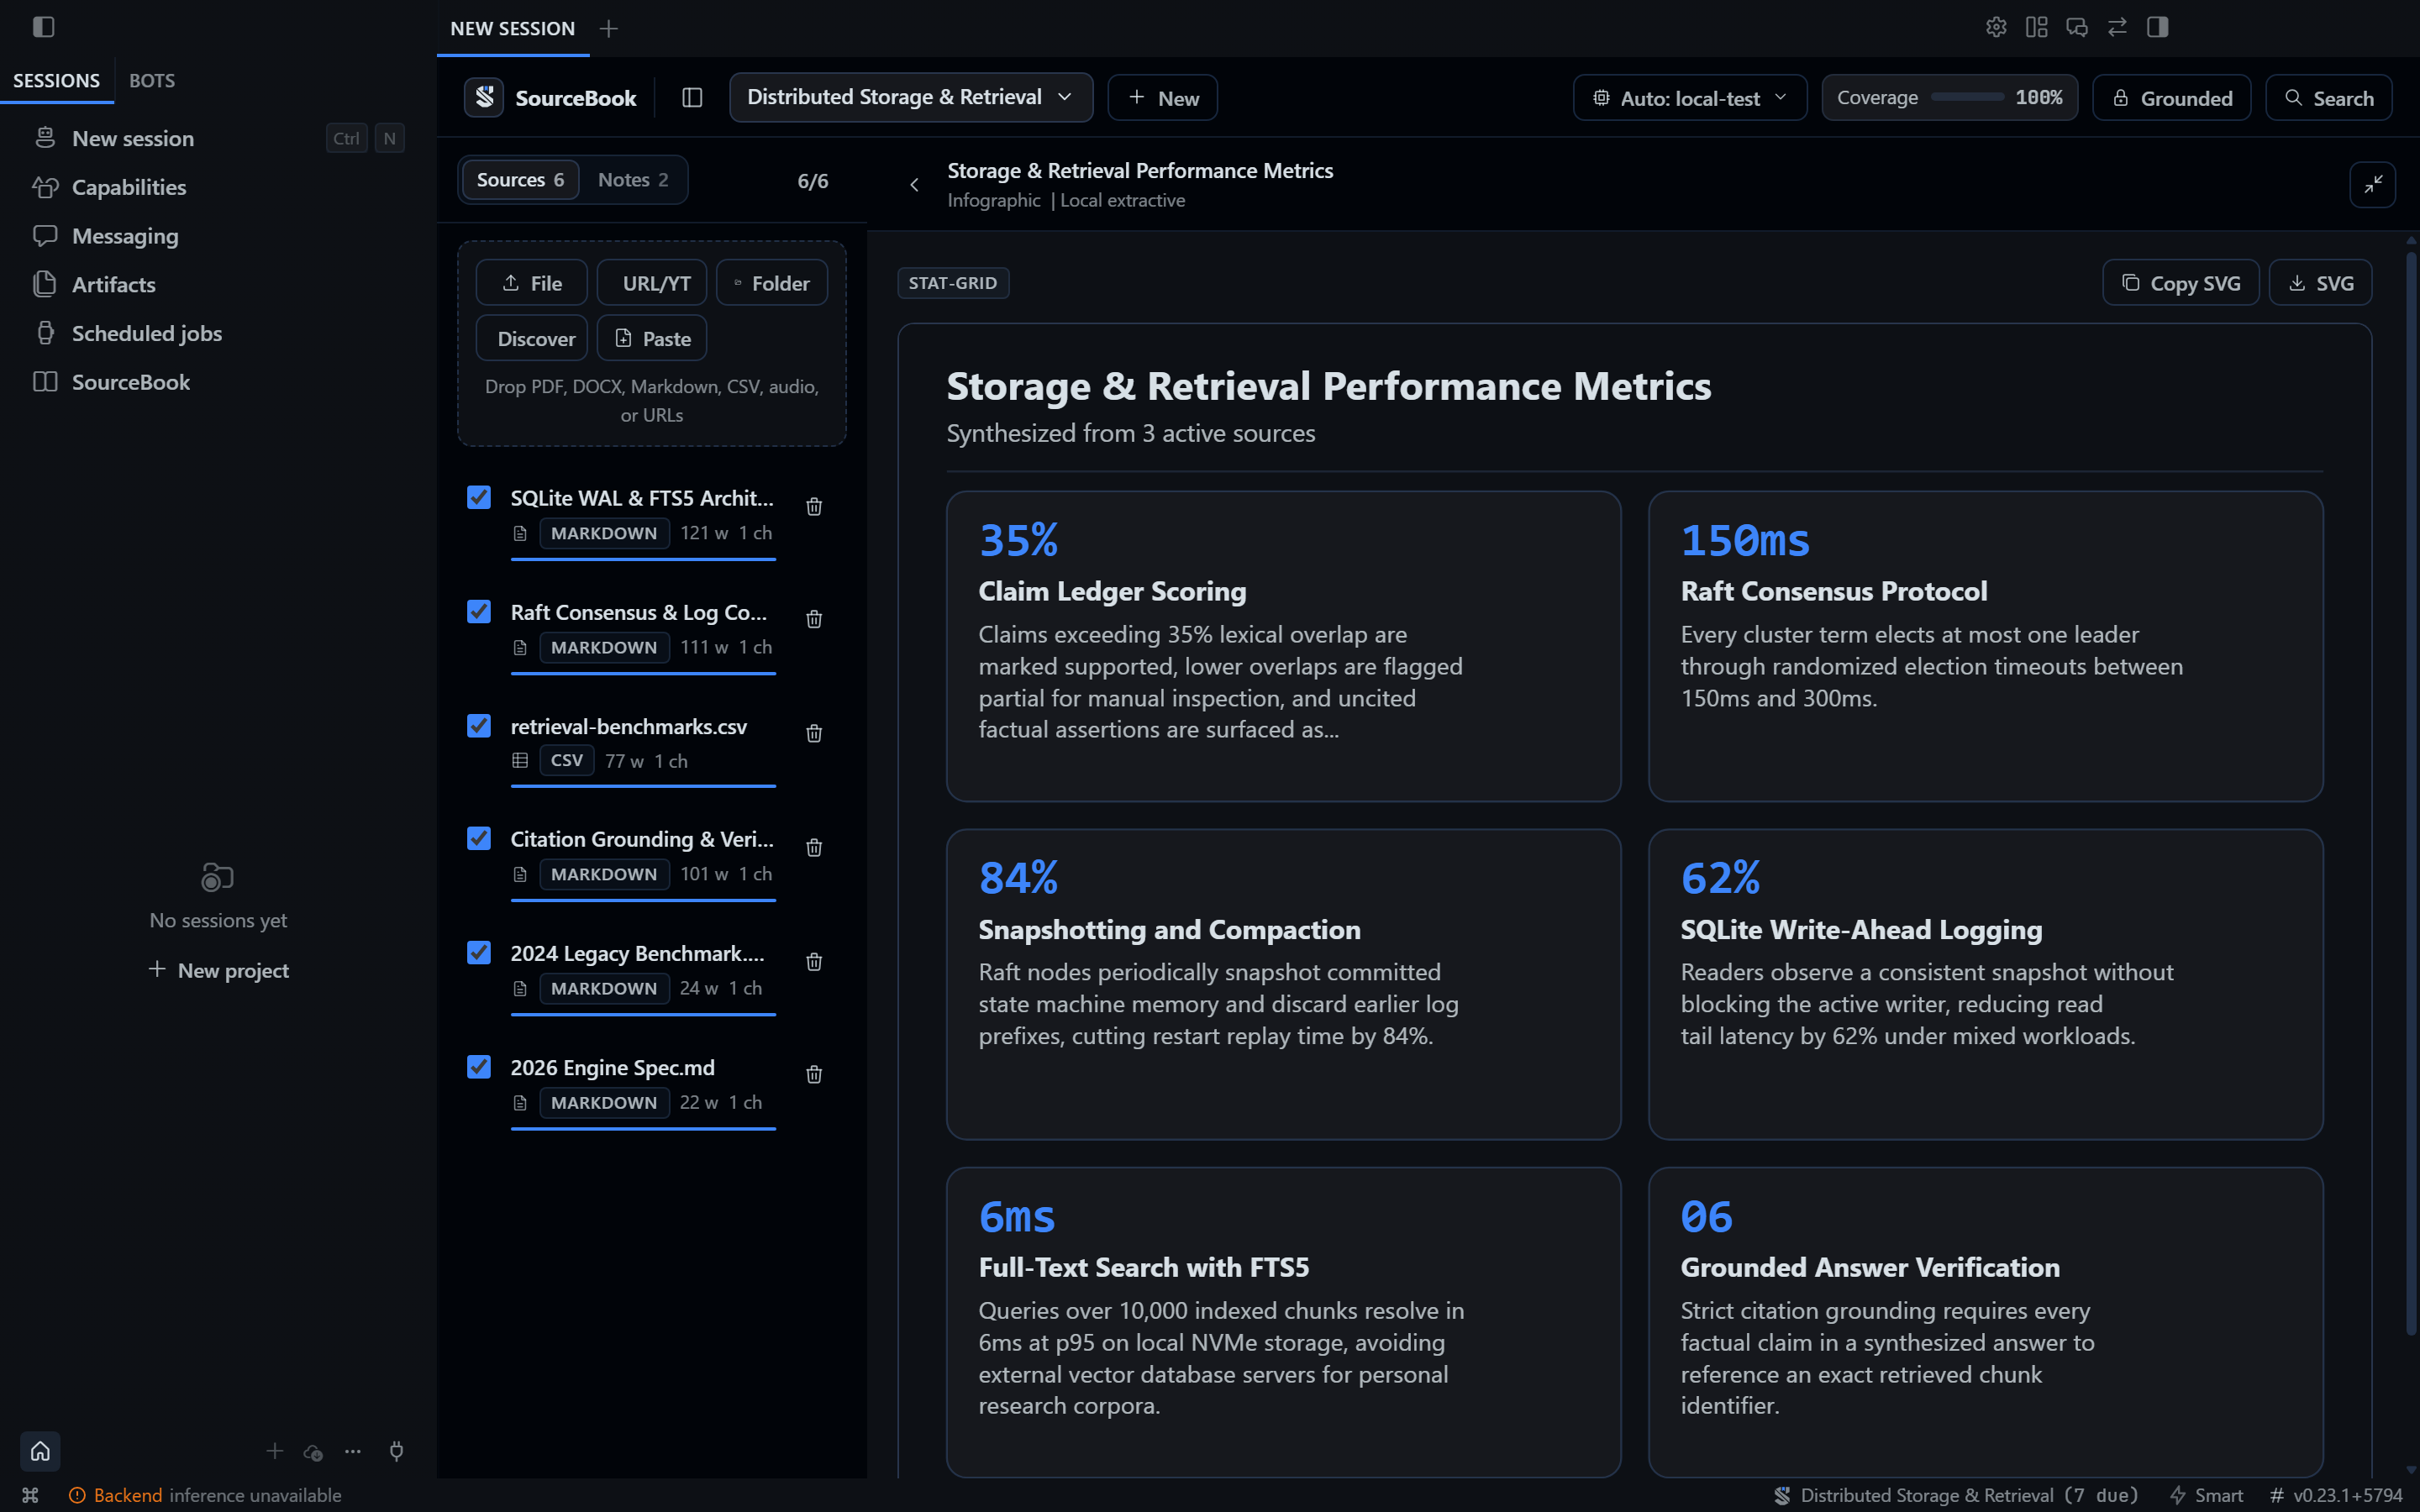 NEW SESSION
SESSIONS
BOTS
New session
Ctrl
N
Capabilities
Messaging
Artifacts
Scheduled jobs
SourceBook
No sessions yet
New project
SourceBook
Distributed Storage & Retrieval
New
Auto: local-test
Coverage
100%
Grounded
Search
Sources 6
Notes 2
6/6
File
URL/YT
Folder
Discover
Paste
Drop PDF, DOCX, Markdown, CSV, audio,
or URLs
SQLite WAL & FTS5 Archit...
MARKDOWN 121 w 1 ch
Raft Consensus & Log Co...
MARKDOWN 111 w 1 ch
retrieval-benchmarks.csv
CSV 77 w 1 ch
Citation Grounding & Veri...
MARKDOWN 101 w 1 ch
2024 Legacy Benchmark....
MARKDOWN 24 w 1 ch
2026 Engine Spec.md
MARKDOWN 22 w 1 ch
Storage & Retrieval Performance Metrics
Infographic | Local extractive
STAT-GRID
Copy SVG
SVG
Storage & Retrieval Performance Metrics
Synthesized from 3 active sources
35%
Claim Ledger Scoring
Claims exceeding 35% lexical overlap are
marked supported, lower overlaps are flagged
partial for manual inspection, and uncited
factual assertions are surfaced as...
150ms
Raft Consensus Protocol
Every cluster term elects at most one leader
through randomized election timeouts between
150ms and 300ms.
84%
Snapshotting and Compaction
Raft nodes periodically snapshot committed
state machine memory and discard earlier log
prefixes, cutting restart replay time by 84%.
62%
SQLite Write-Ahead Logging
Readers observe a consistent snapshot without
blocking the active writer, reducing read
tail latency by 62% under mixed workloads.
6ms
Full-Text Search with FTS5
Queries over 10,000 indexed chunks resolve in
6ms at p95 on local NVMe storage, avoiding
external vector database servers for personal
research corpora.
06
Grounded Answer Verification
Strict citation grounding requires every
factual claim in a synthesized answer to
reference an exact retrieved chunk
identifier.
Backend inference unavailable
Distributed Storage & Retrieval (7 due)
Smart
# v0.23.1+5794